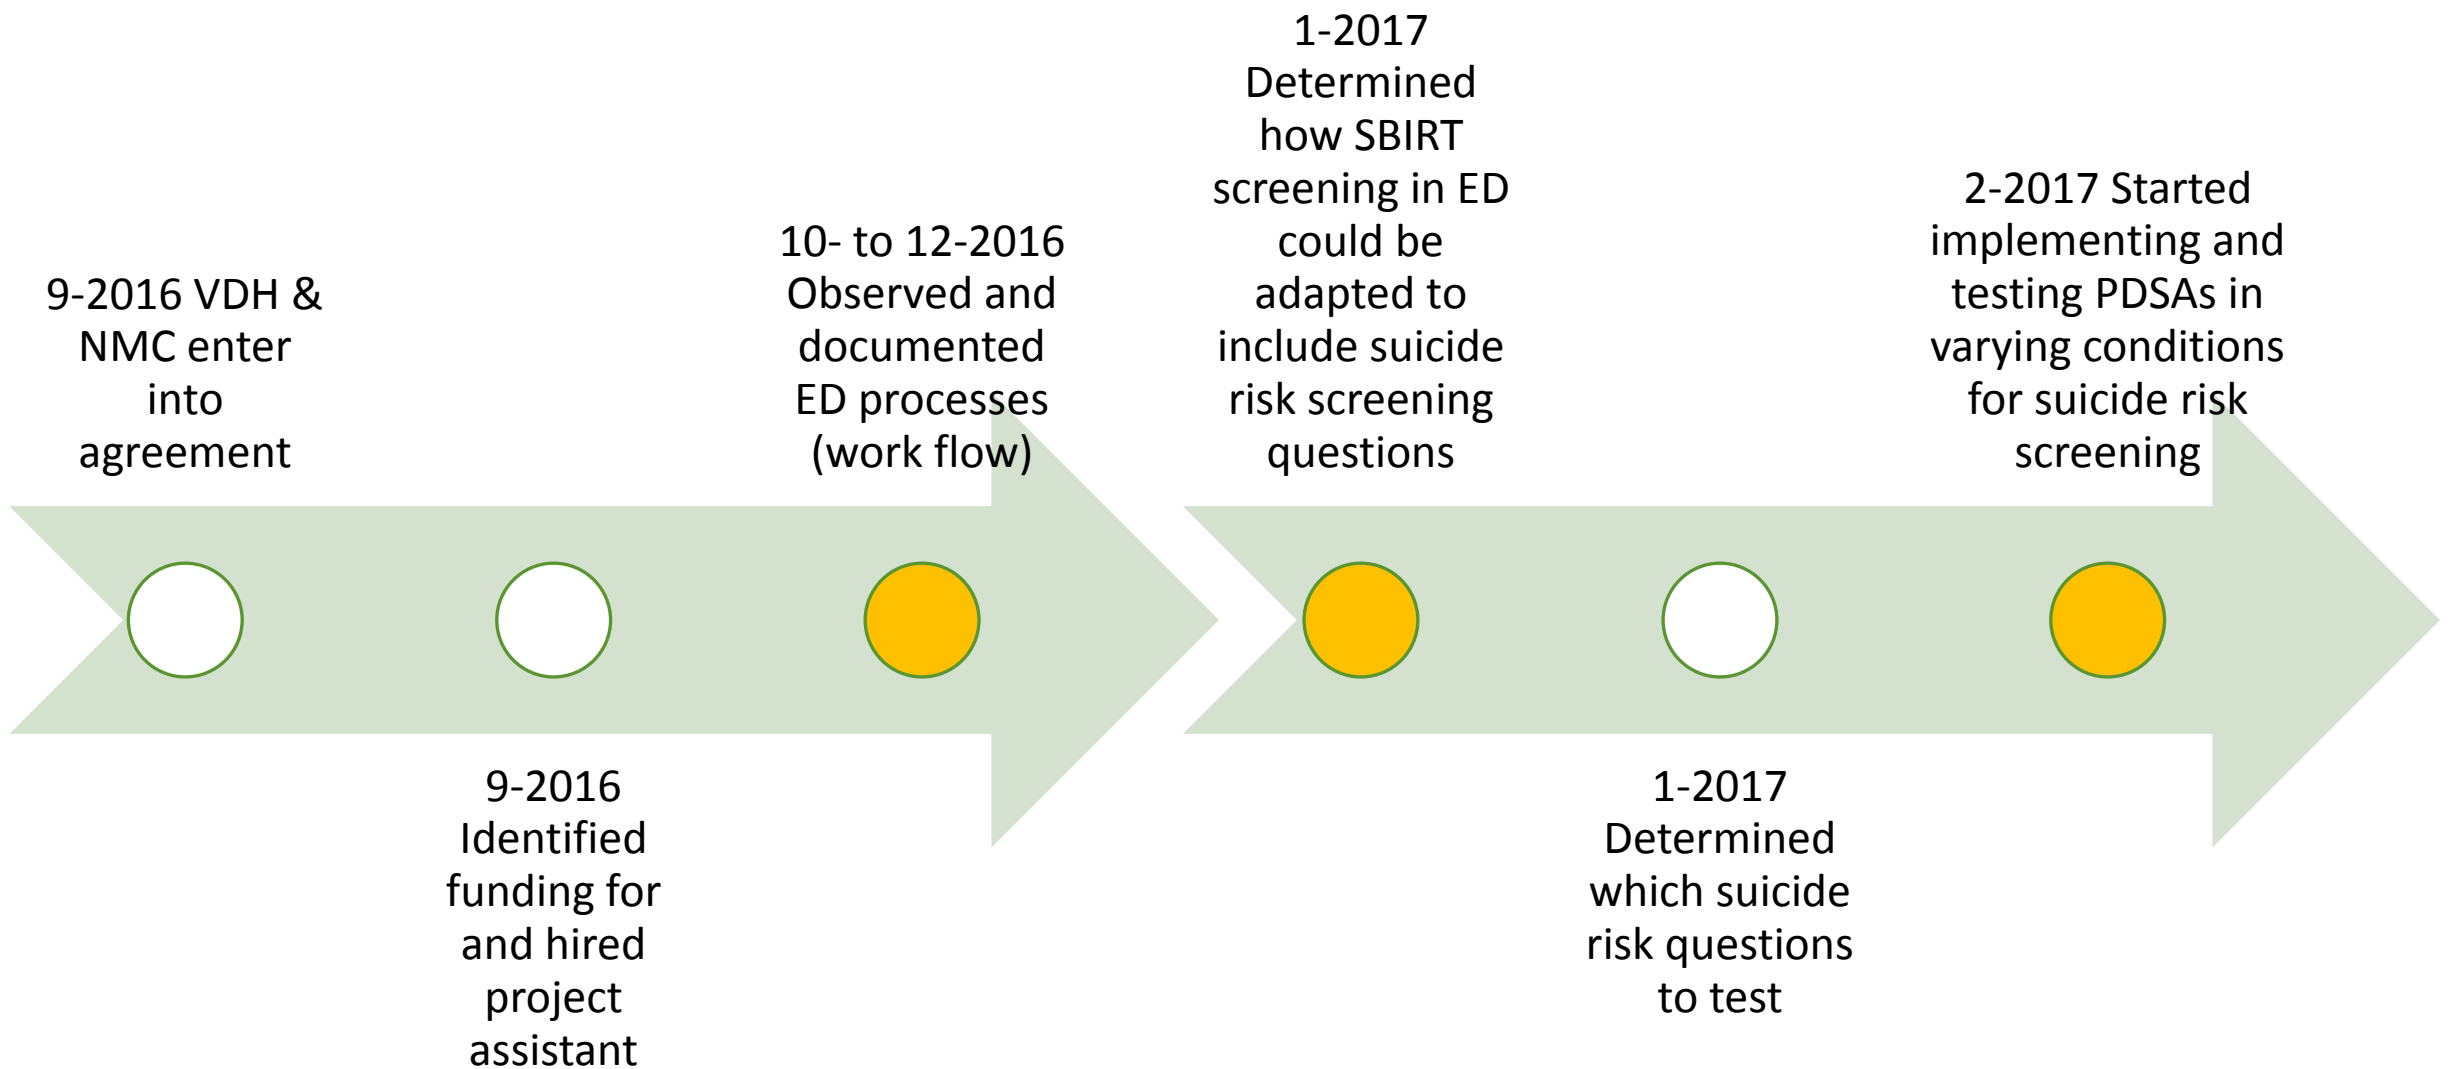 9-2016 VDH &
NMC enter
into
agreement
9-2016
Identified
funding for
and hired
project
assistant
10- to 12-2016
Observed and
documented
ED processes
(work flow)
1-2017
Determined
how SBIRT
screening in ED
could be
adapted to
include suicide
risk screening
questions
1-2017
Determined
which suicide
risk questions
to test
2-2017 Started
implementing and
testing PDSAs in
varying conditions
for suicide risk
screening